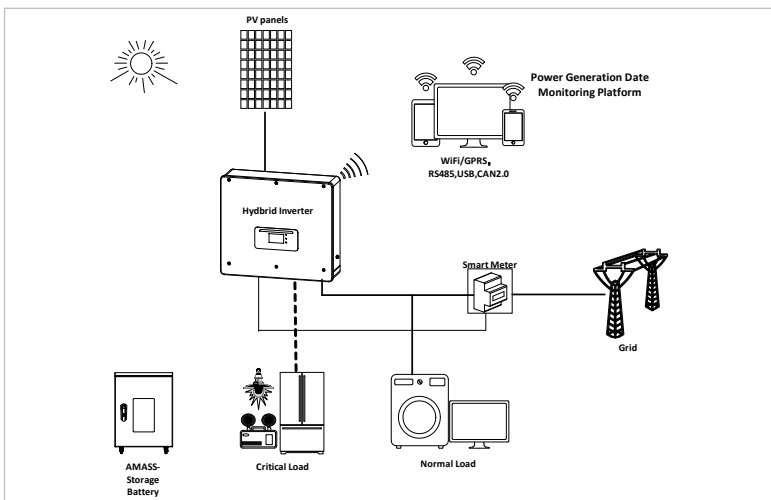 PV panels
Power Generation Date
Monitoring Platform
WiFi/GPRS,
RS485,USB,CAN2.0
Hydbrid Inverter
Smart Meter
Grid
AMASS-
Storage
Battery
Critical Load
Normal Load